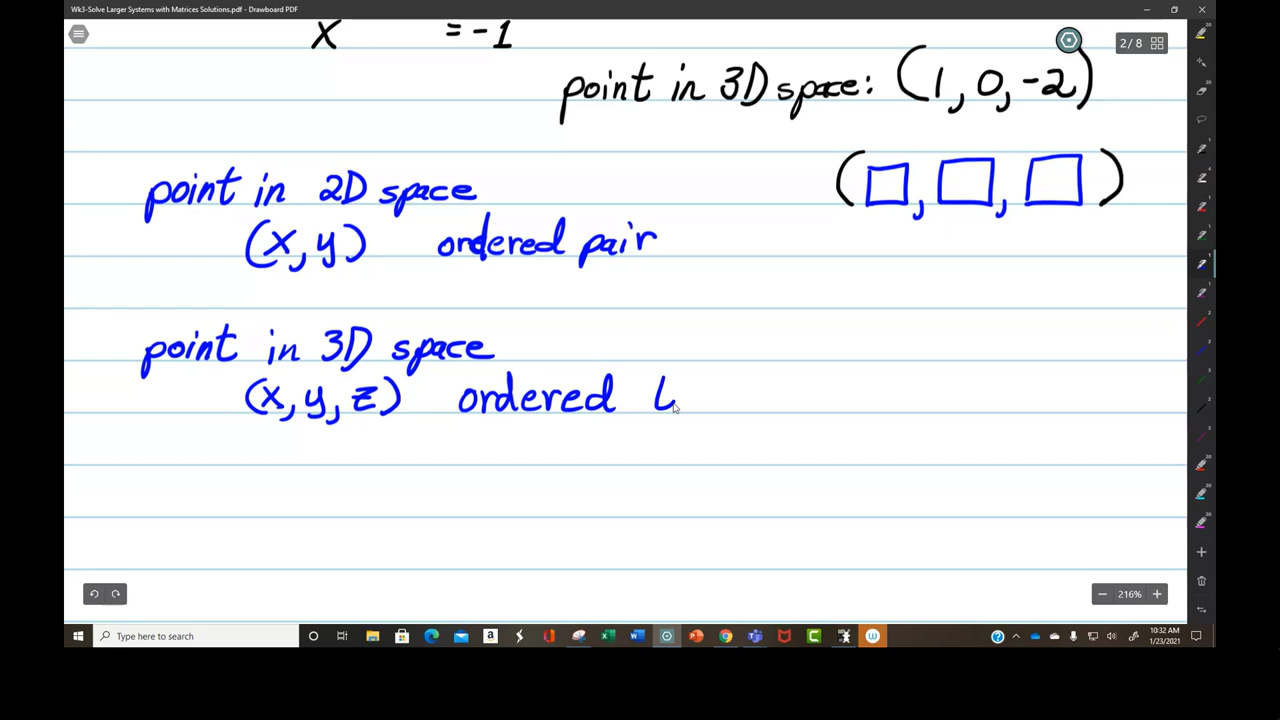 Wk3-Solve Larger Systems with Matrices Solutions.pdf - Drawboard PDF
x = -1
2/8
point in 3D space: (1, 0, -2)
( , , )
point in 2D space
(x, y) ordered pair
point in 3D space
(x, y, z) ordered
216%
Type here to search
10:32 AM
1/23/2021